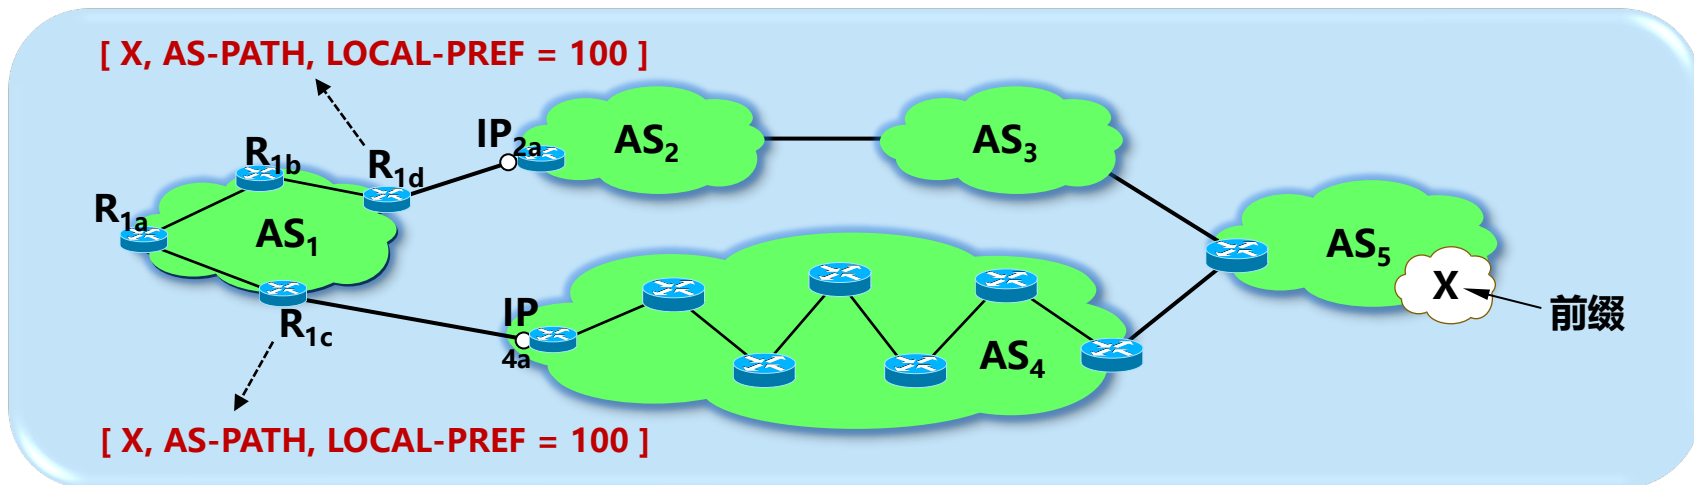 [ X, AS-PATH, LOCAL-PREF = 100 ]
IP2a
AS2
AS3
R1b
R1d
R1a
AS1
AS5
X
前缀
IP
4a
R1c
AS4
[ X, AS-PATH, LOCAL-PREF = 100 ]